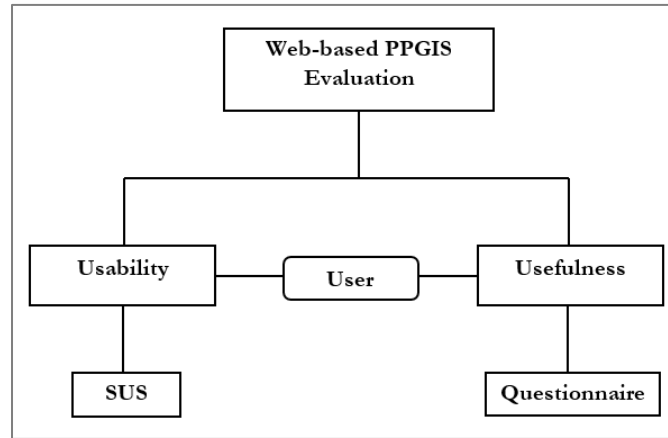 Web-based PPGIS
Evaluation
Usability
User
Usefulness
SUS
Questionnaire